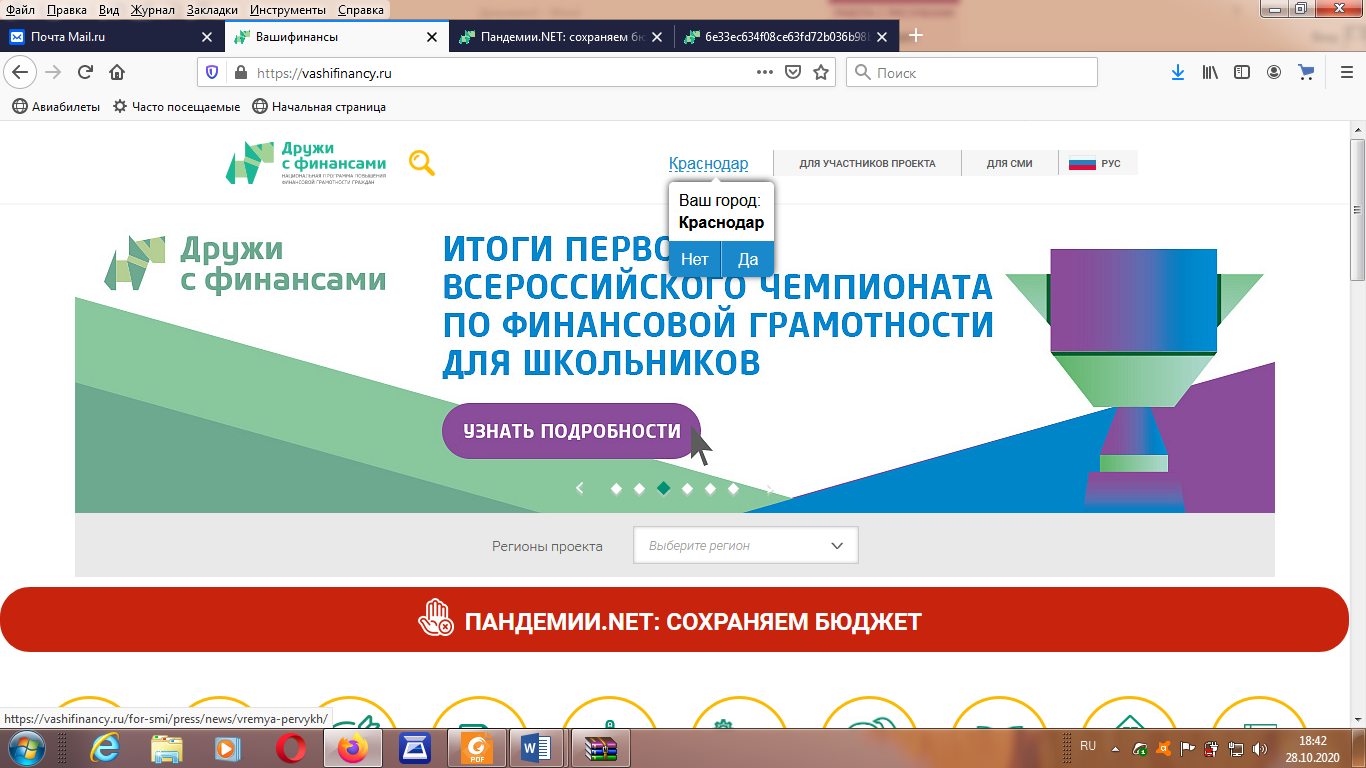 Файл Правка Вид Журнал Закладки Инструменты Справка
Почта Mail.ru
Вашифинансы
Пандемии.NET: сохраняем бю
6e33ec634f08ce63fd72b036b98
https://vashifinancy.ru
Поиск
Авиабилеты Часто посещаемые Начальная страница
Дружи
с финансами
НАЦИОНАЛЬНАЯ ПРОГРАММА ПОВЫШЕНИЯ
ФИНАНСОВОЙ ГРАМОТНОСТИ ГРАЖДАН
Краснодар
ДЛЯ УЧАСТНИКОВ ПРОЕКТА
ДЛЯ СМИ
РУС
Ваш город:
Краснодар
Нет Да
Дружи
с финансами
ИТОГИ ПЕРВО
ВСЕРОССИЙСКОГО ЧЕМПИОНАТА
ПО ФИНАНСОВОЙ ГРАМОТНОСТИ
ДЛЯ ШКОЛЬНИКОВ
УЗНАТЬ ПОДРОБНОСТИ
Регионы проекта
Выберите регион
ПАНДЕМИИ.NET: СОХРАНЯЕМ БЮДЖЕТ
https://vashifinancy.ru/for-smi/press/news/vremya-pervykh/
PDF
RU
18:42
28.10.2020